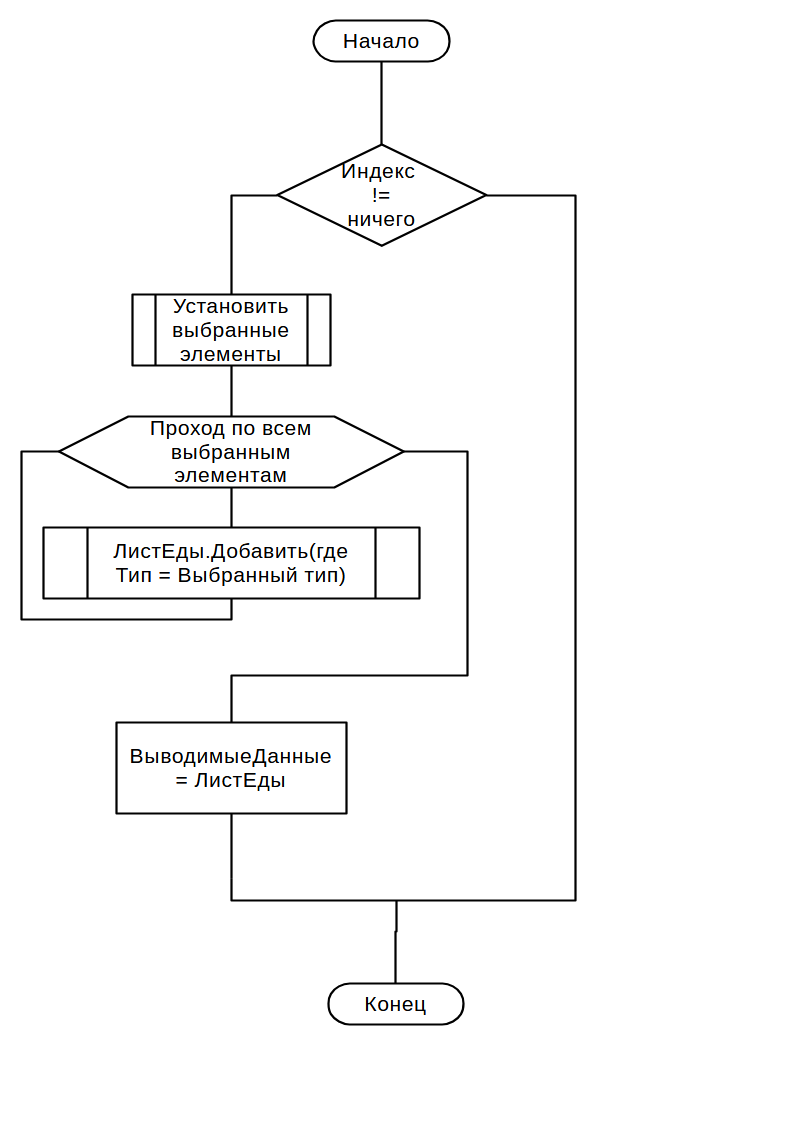 Начало
Индекс
!=
ничего
Установить
выбранные
элементы
Проход по всем
выбранным
элементам
ЛистЕды.Добавить(где
Тип = Выбранный тип)
ВыводимыеДанные
= ЛистЕды
Конец